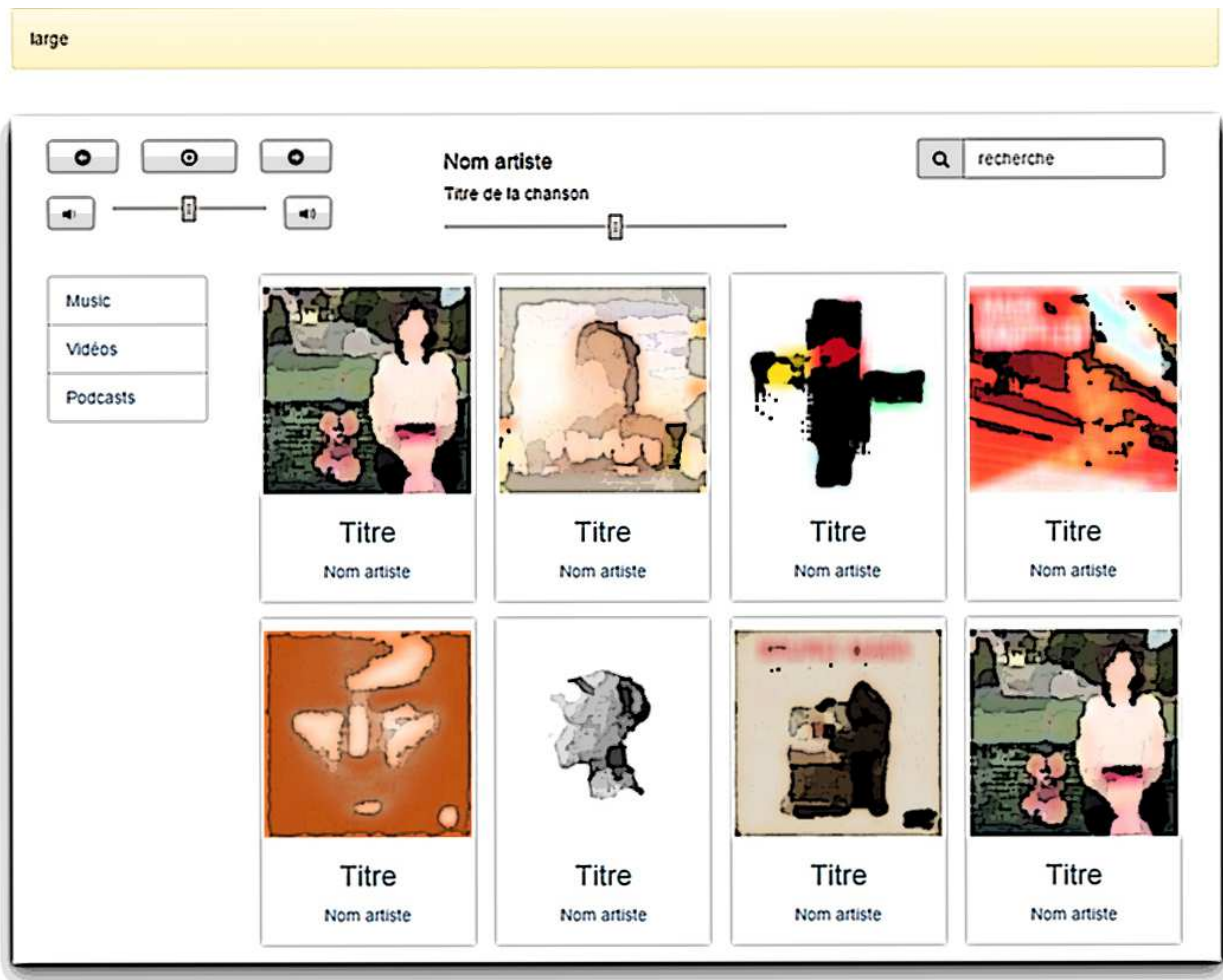 large
Nom artiste
Titre de la chanson
recherche
Music
Vidéos
Podcasts
Titre
Nom artiste
Titre
Nom artiste
Titre
Nom artiste
Titre
Nom artiste
Titre
Nom artiste
Titre
Nom artiste
Titre
Nom artiste
Titre
Nom artiste